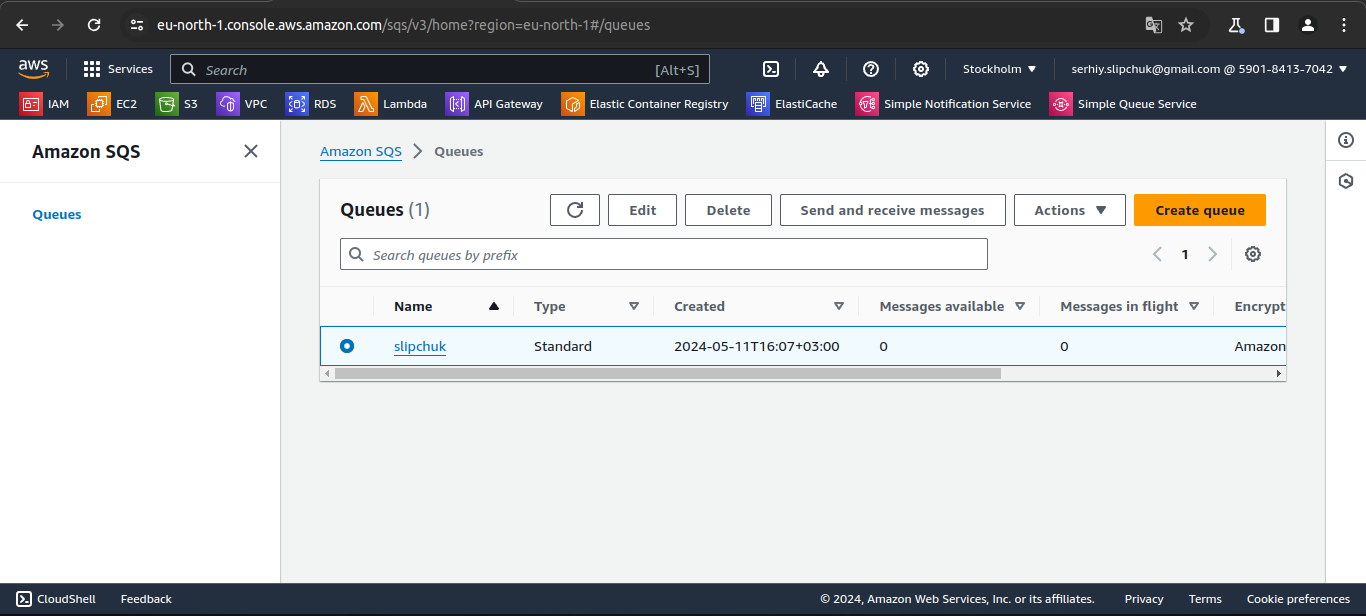 eu-north-1.console.aws.amazon.com/sqs/v3/home?region=eu-north-1#/queues
aws Services Search [Alt+S] Stockholm serhiy.slipchuk@gmail.com @ 5901-8413-7042
IAM EC2 S3 VPC RDS Lambda API Gateway Elastic Container Registry ElastiCache Simple Notification Service Simple Queue Service
Amazon SQS
Queues
Amazon SQS > Queues
Queues (1) Edit Delete Send and receive messages Actions Create queue
Search queues by prefix 1
Name Type Created Messages available Messages in flight Encrypt
slipchuk Standard 2024-05-11T16:07+03:00 0 0 Amazon
CloudShell Feedback © 2024, Amazon Web Services, Inc. or its affiliates. Privacy Terms Cookie preferences